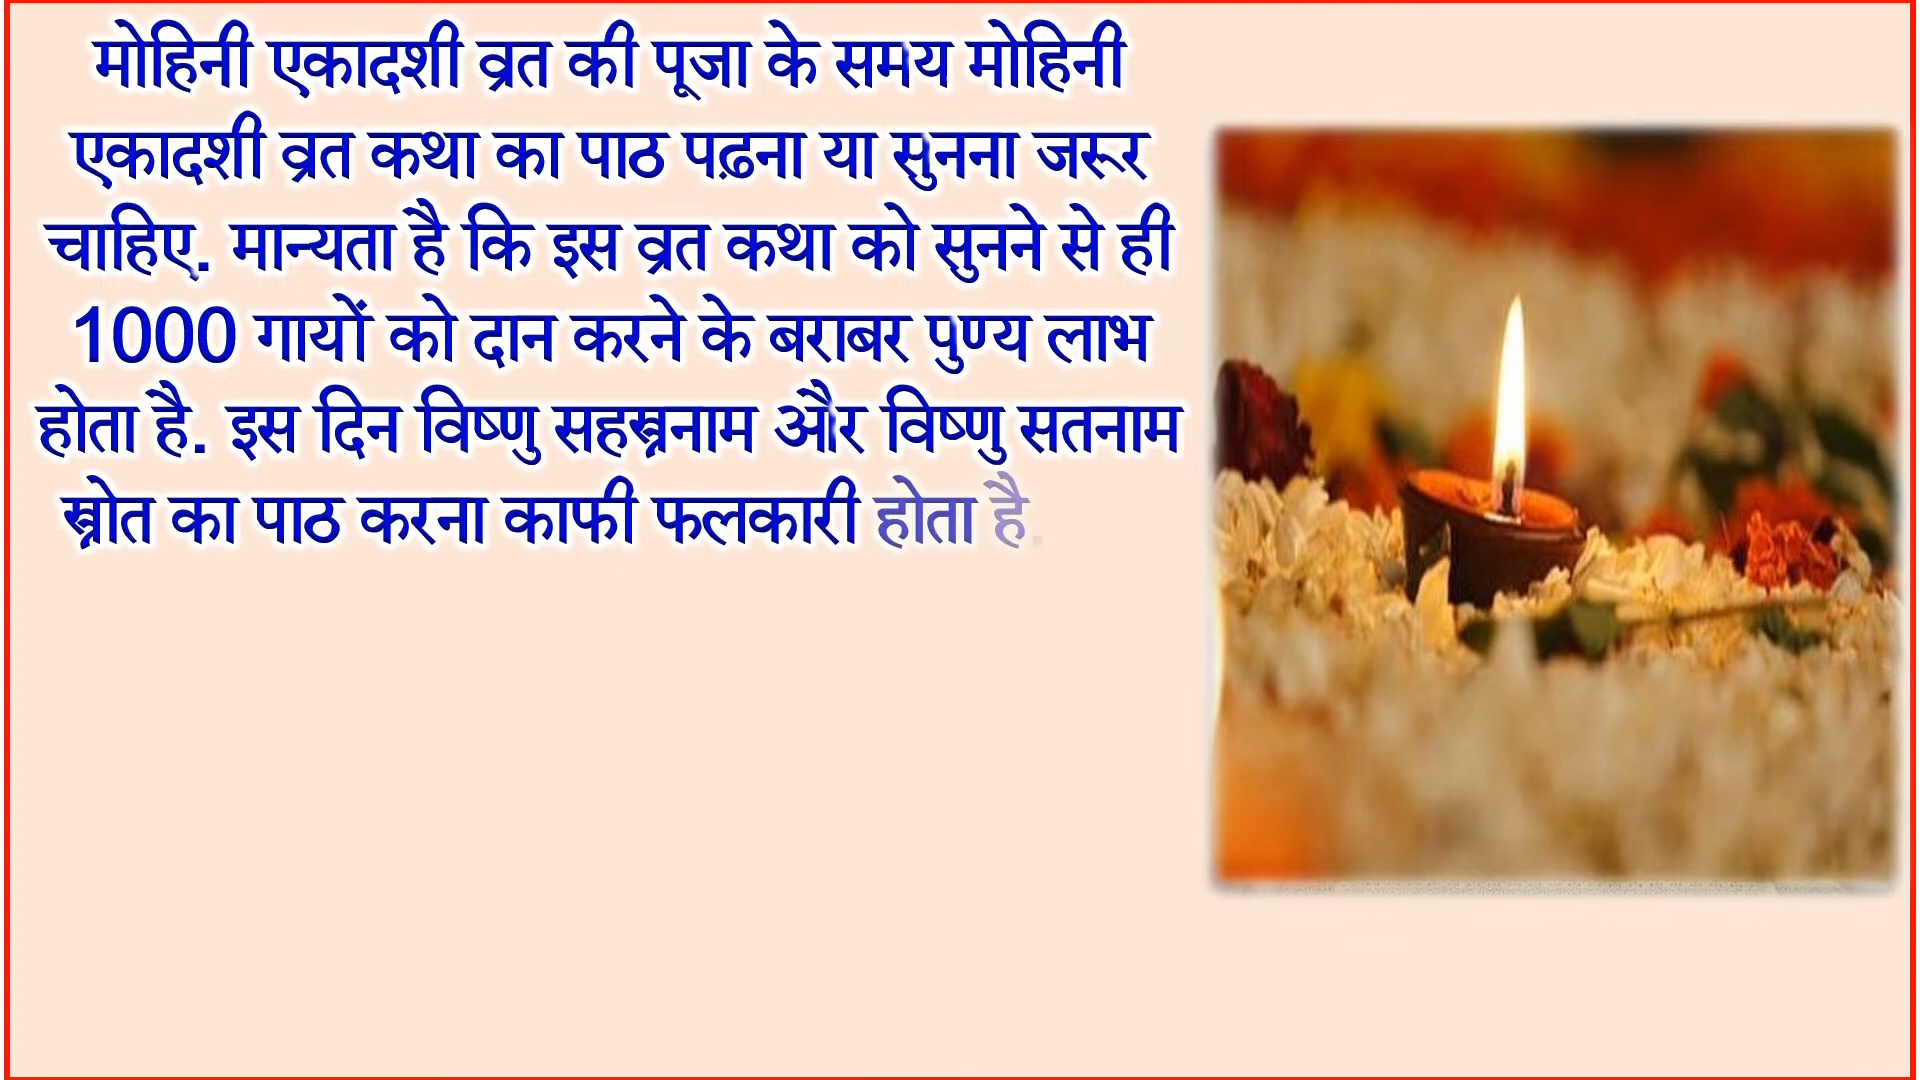 मोहिनी एकादशी व्रत की पूजा के समय मोहिनी
एकादशी व्रत कथा का पाठ पढ़ना या सुनना जरूर
चाहिए. मान्यता है कि इस व्रत कथा को सुनने से ही
1000 गायों को दान करने के बराबर पुण्य लाभ
होता है. इस दिन विष्णु सहस्त्रनाम और विष्णु सतनाम
स्त्रोत का पाठ करना काफी फलकारी होता है.